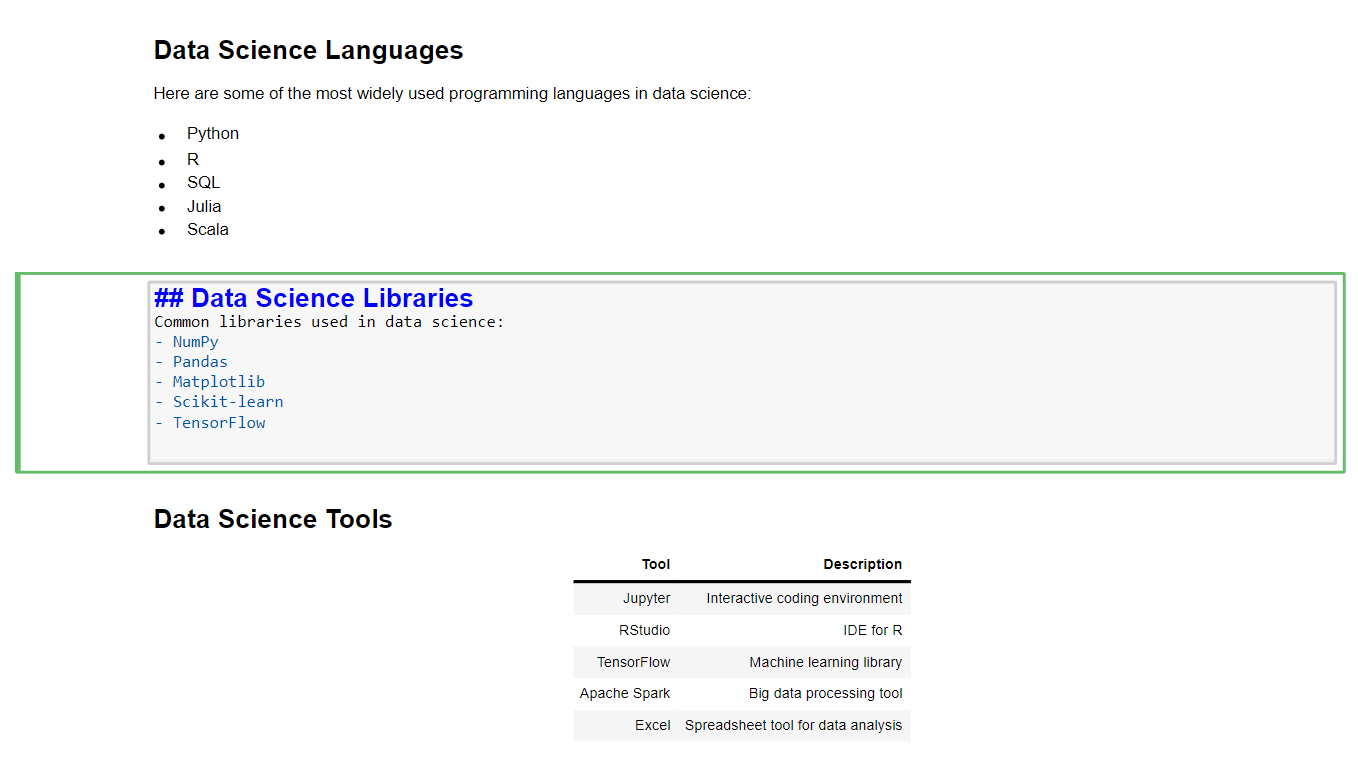 Data Science Languages
Here are some of the most widely used programming languages in data science:
• Python
• R
• SQL
• Julia
• Scala
## Data Science Libraries
Common libraries used in data science:
- NumPy
- Pandas
- Matplotlib
- Scikit-learn
- TensorFlow
Data Science Tools
Tool Description
Jupyter Interactive coding environment
RStudio IDE for R
TensorFlow Machine learning library
Apache Spark Big data processing tool
Excel Spreadsheet tool for data analysis